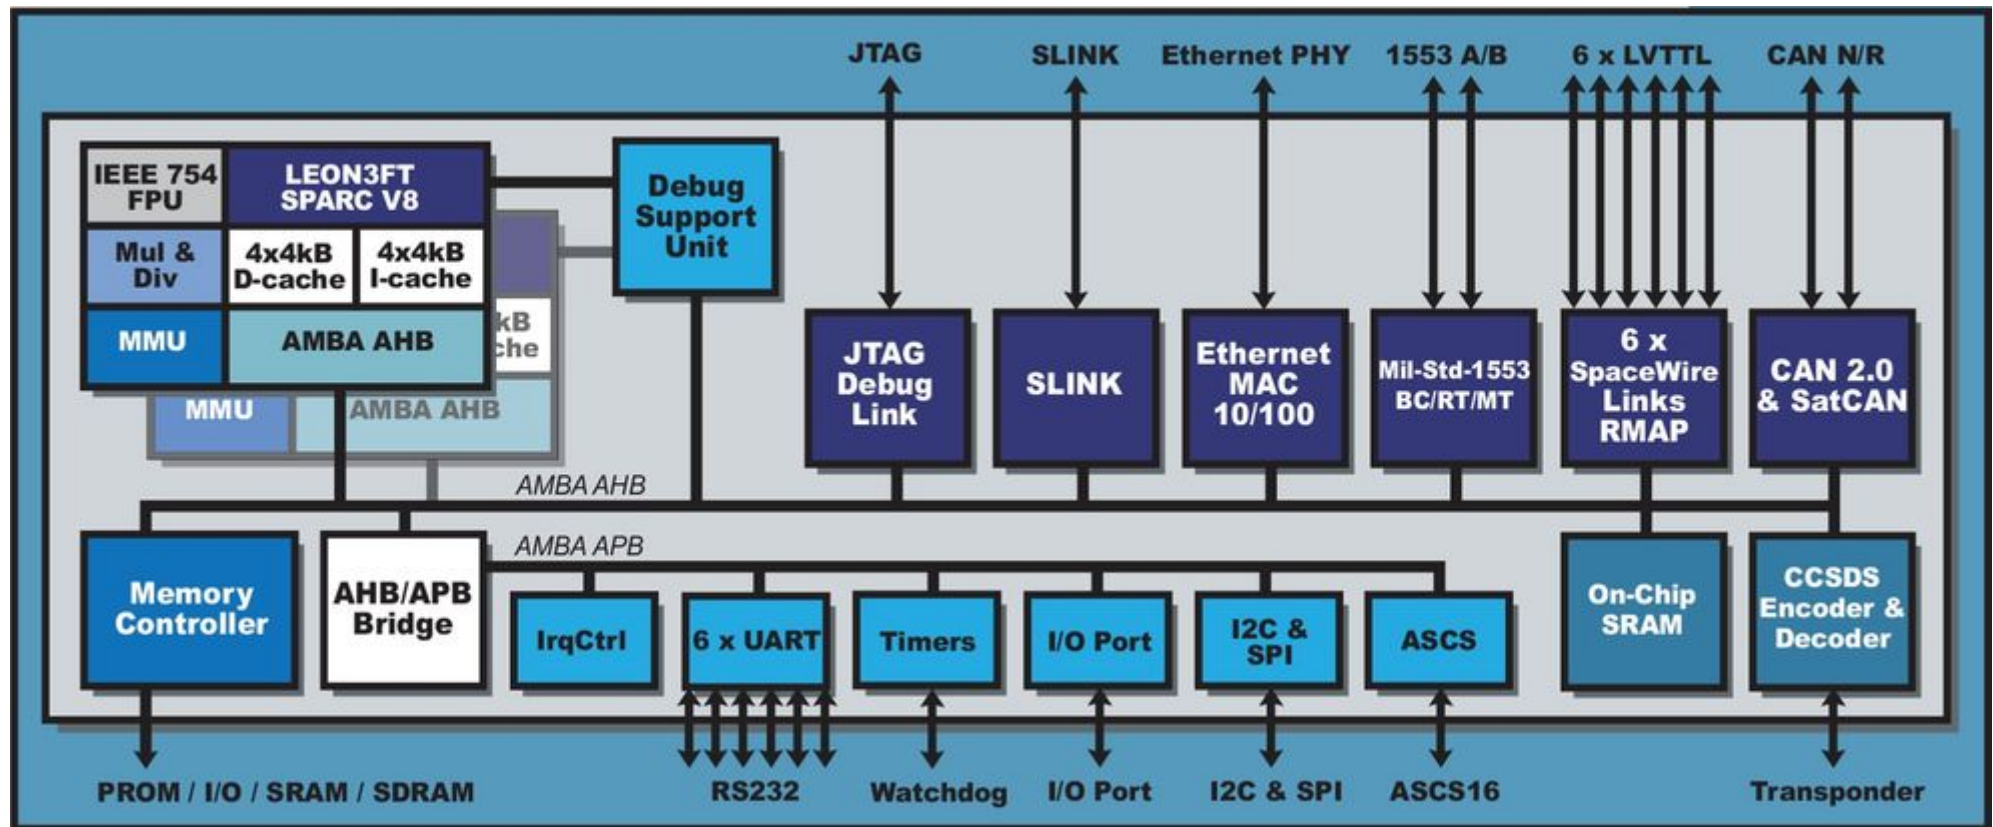 JTAG
SLINK
Ethernet PHY
1553 A/B
6 x LVTTL
CAN N/R
IEEE 754
FPU
LEON3FT
SPARC V8
Mul &
Div
4x4kB
D-cache
4x4kB
I-cache
MMU
AMBA AHB
kB
che
MMU
AMBA AHB
Debug
Support
Unit
JTAG
Debug
Link
SLINK
Ethernet
MAC
10/100
Mil-Std-1553
BC/RT/MT
6 x
SpaceWire
Links
RMAP
CAN 2.0
& SatCAN
AMBA AHB
AMBA APB
Memory
Controller
AHB/APB
Bridge
IrqCtrl
6 x UART
Timers
I/O Port
I2C &
SPI
ASCS
On-Chip
SRAM
CCSDS
Encoder &
Decoder
PROM / I/O / SRAM / SDRAM
RS232
Watchdog
I/O Port
I2C & SPI
ASCS16
Transponder